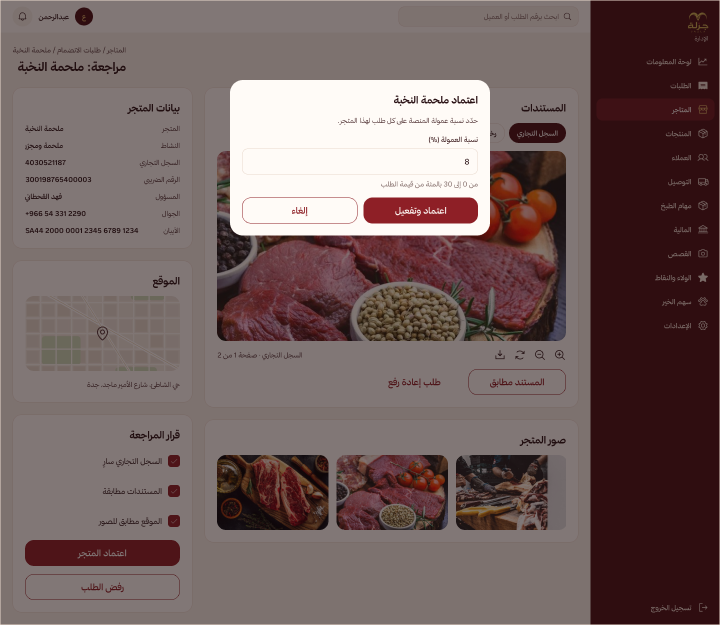 جزلة
الإدارة
لوحة المعلومات
الطلبات
المتاجر
المنتجات
العملاء
التوصيل
مهام الطبخ
المالية
القصص
الولاء والنقاط
سهم الخير
الإعدادات
تسجيل الخروج
ابحث برقم الطلب أو العميل
ع
عبدالرحمن
المتاجر / طلبات الانضمام / ملحمة النخبة
مراجعة: ملحمة النخبة
اعتماد ملحمة النخبة
حدّد نسبة عمولة المنصة على كل طلب لهذا المتجر.
نسبة العمولة (%)
8
من 0 إلى 30 بالمئة من قيمة الطلب
اعتماد وتفعيل
إلغاء
المستندات
السجل التجاري
السجل التجاري · صفحة 1 من 2
المستند مطابق
طلب إعادة رفع
صور المتجر
بيانات المتجر
المتجر ملحمة النخبة
النشاط ملحمة ومجزر
السجل التجاري 4030521187
الرقم الضريبي 300198765400003
المسؤول فهد القحطاني
الجوال +966 54 331 2290
الآيبان SA44 2000 0001 2345 6789 1234
الموقع
حي الشاطئ، شارع الأمير ماجد، جدة
قرار المراجعة
السجل التجاري سارٍ
المستندات مطابقة
الموقع مطابق للصور
اعتماد المتجر
رفض الطلب